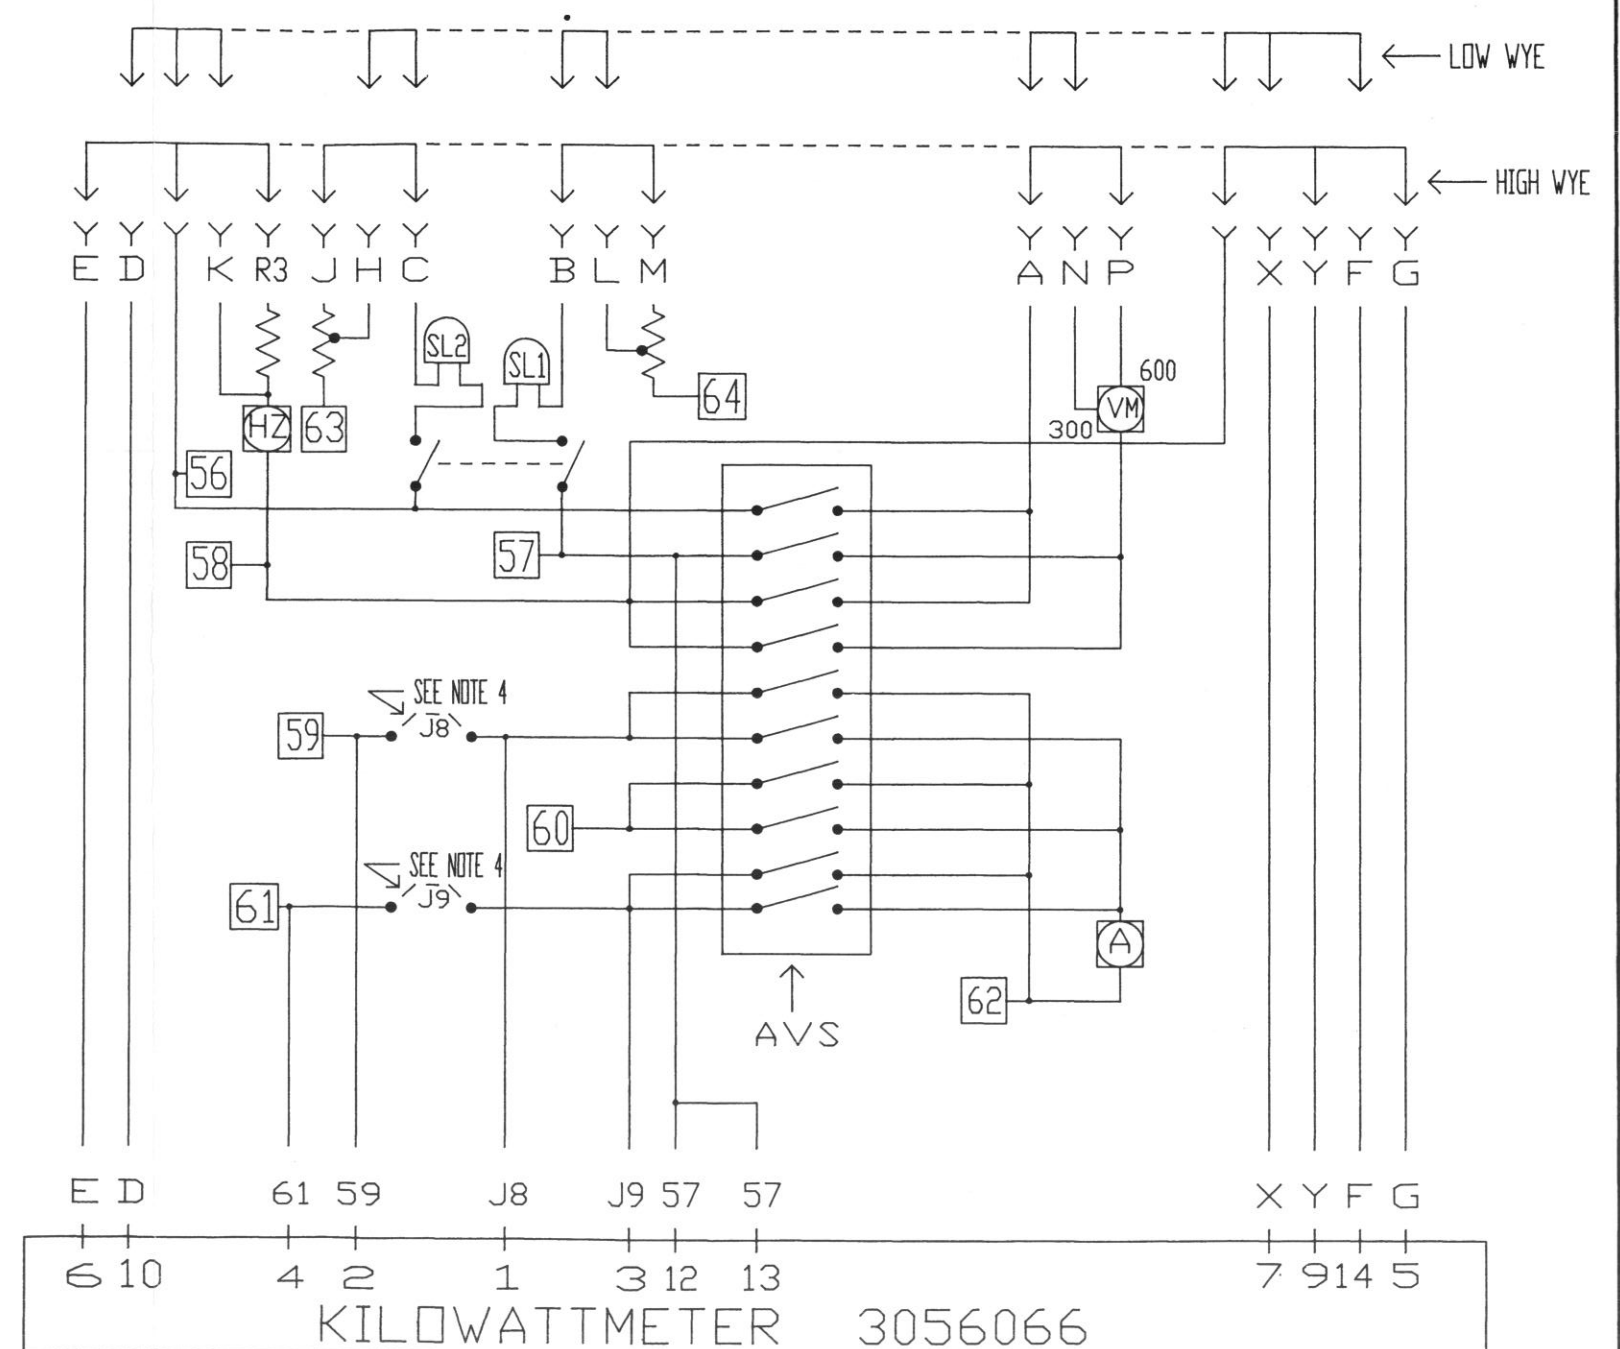 LOW WYE
HIGH WYE
E D K R3 J H C B L M A N P X Y F G
SL2
SL1
600
64
VM
HZ
63
300
56
57
58
SEE NOTE 4
59
J8
60
SEE NOTE 4
61
J9
A
62
AVS
E D 61 59 J8 J9 57 57 X Y F G
6 10 4 2 1 3 12 13 7 9 14 5
KILOWATTMETER 3056066